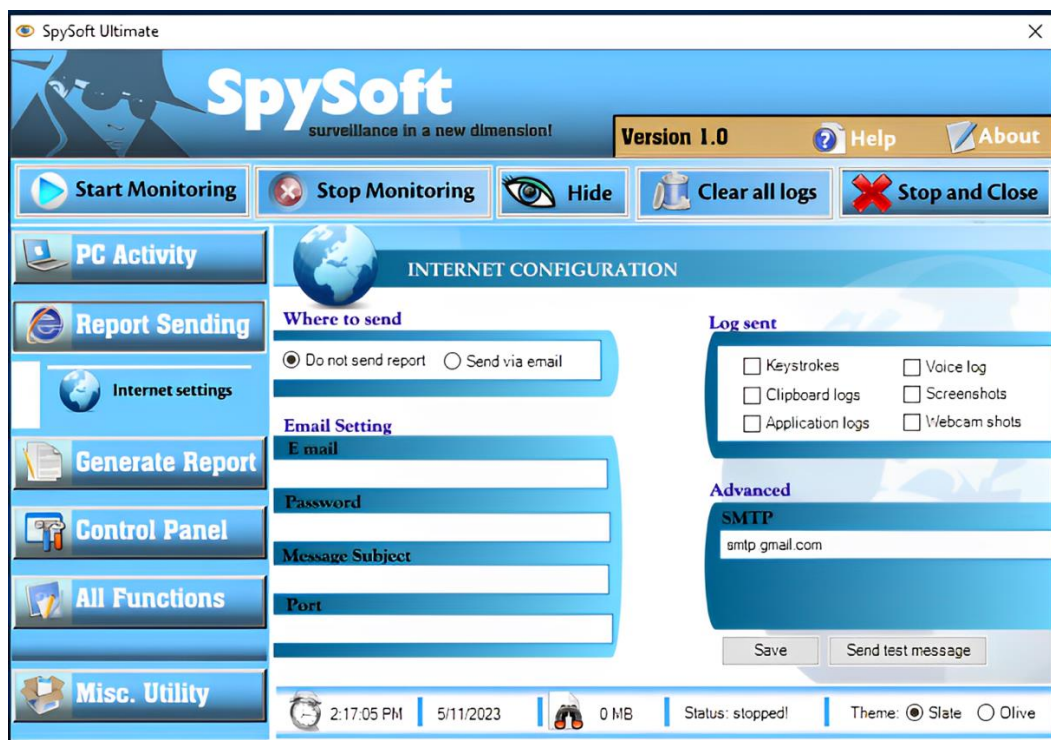 SpySoft Ultimate
SpySoft
surveillance in a new dimension!
Version 1.0
Help
About
Start Monitoring
Stop Monitoring
Hide
Clear all logs
Stop and Close
PC Activity
Report Sending
Internet settings
Generate Report
Control Panel
All Functions
Misc. Utility
INTERNET CONFIGURATION
Where to send
Do not send report
Send via email
Email Setting
E mail
Password
Message Subject
Port
Log sent
Keystrokes
Voice log
Clipboard logs
Screenshots
Application logs
Webcam shots
Advanced
SMTP
smtp.gmail.com
Save
Send test message
2:17:05 PM
5/11/2023
0 MB
Status: stopped!
Theme:
Slate
Olive